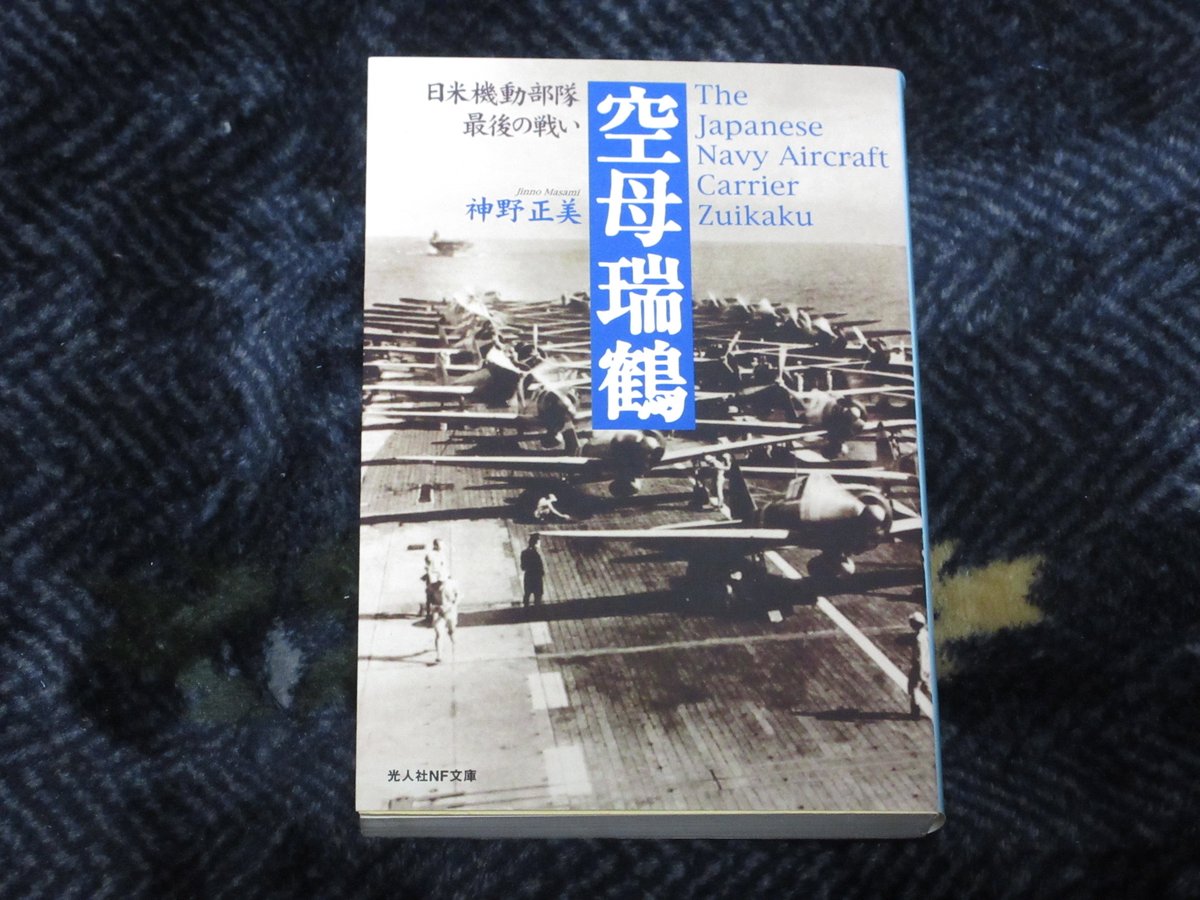 日米機動部隊
最後の戦い
Jinno Masami
神野正美
空母瑞鶴
The
Japanese
Navy Aircraft
Carrier
Zuikaku
光人社NF文庫